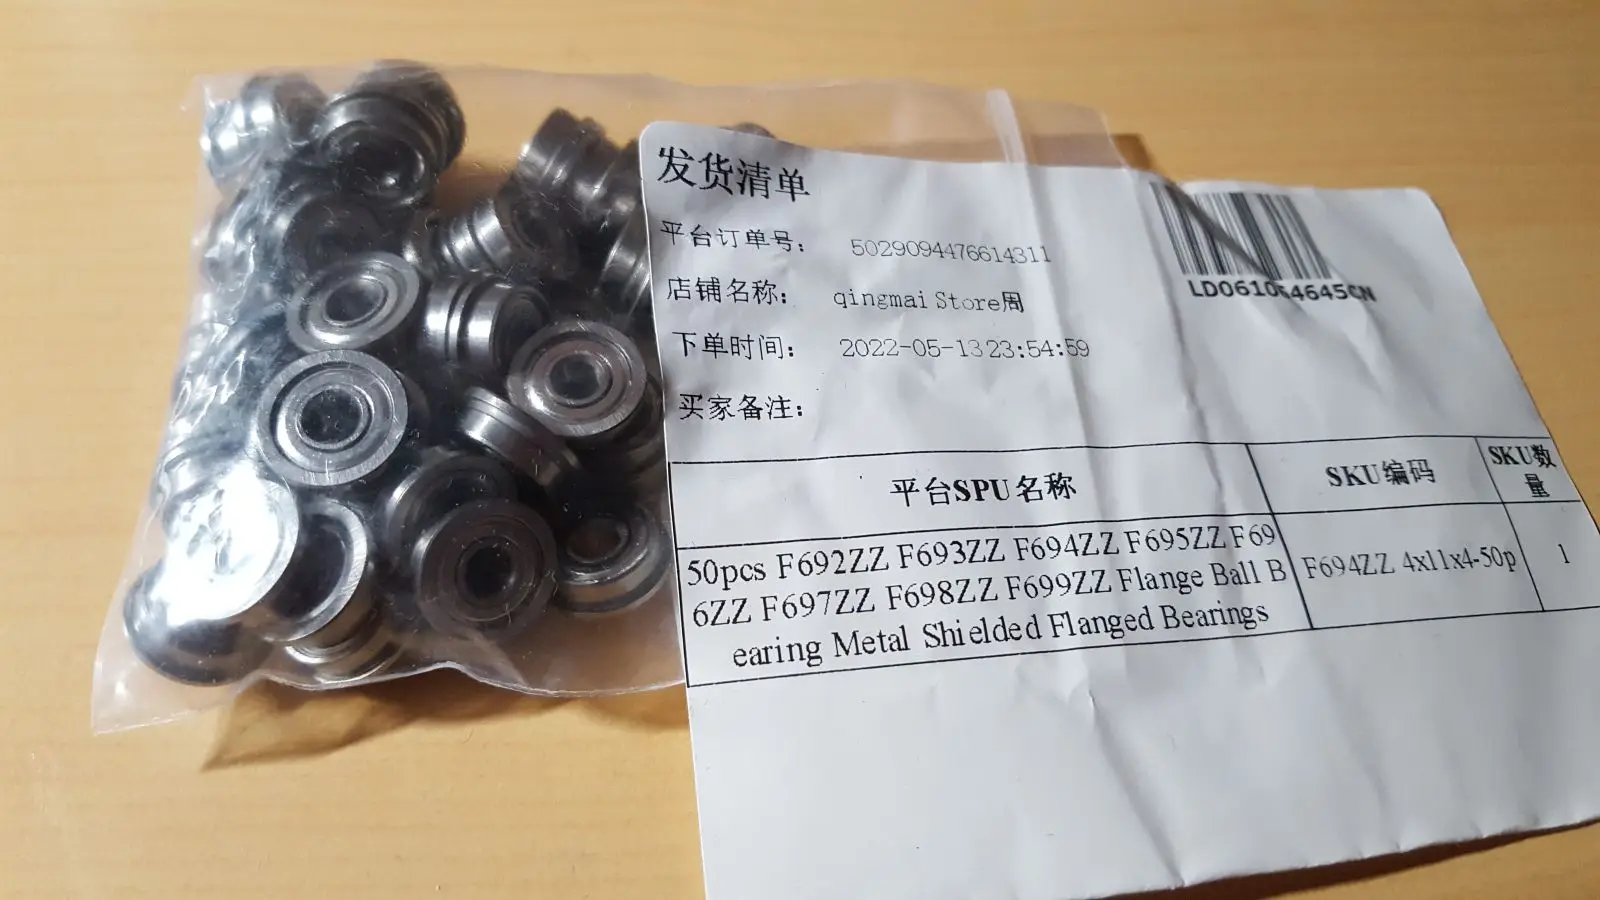 发货清单
平台订单号: 5029094476614311
店铺名称: qingmai Store周
下单时间: 2022-05-13 23:54:59
买家备注:
LD061064645CN
平台SPU名称 SKU编码 SKU数
量
50pcs F692ZZ F693ZZ F694ZZ F695ZZ F69
6ZZ F697ZZ F698ZZ F699ZZ Flange Ball B
earing Metal Shielded Flanged Bearings
F694ZZ 4x11x4-50p
1